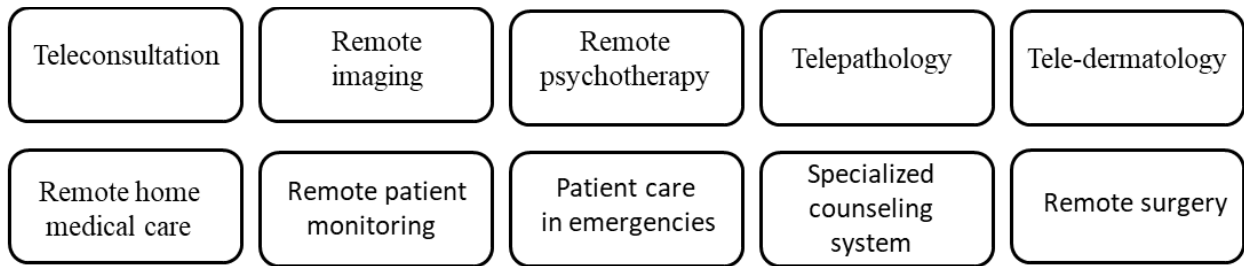 Teleconsultation
Remote
imaging
Remote
psychotherapy
Telepathology
Tele-dermatology
Remote home
medical care
Remote patient
monitoring
Patient care
in emergencies
Specialized
counseling
system
Remote surgery